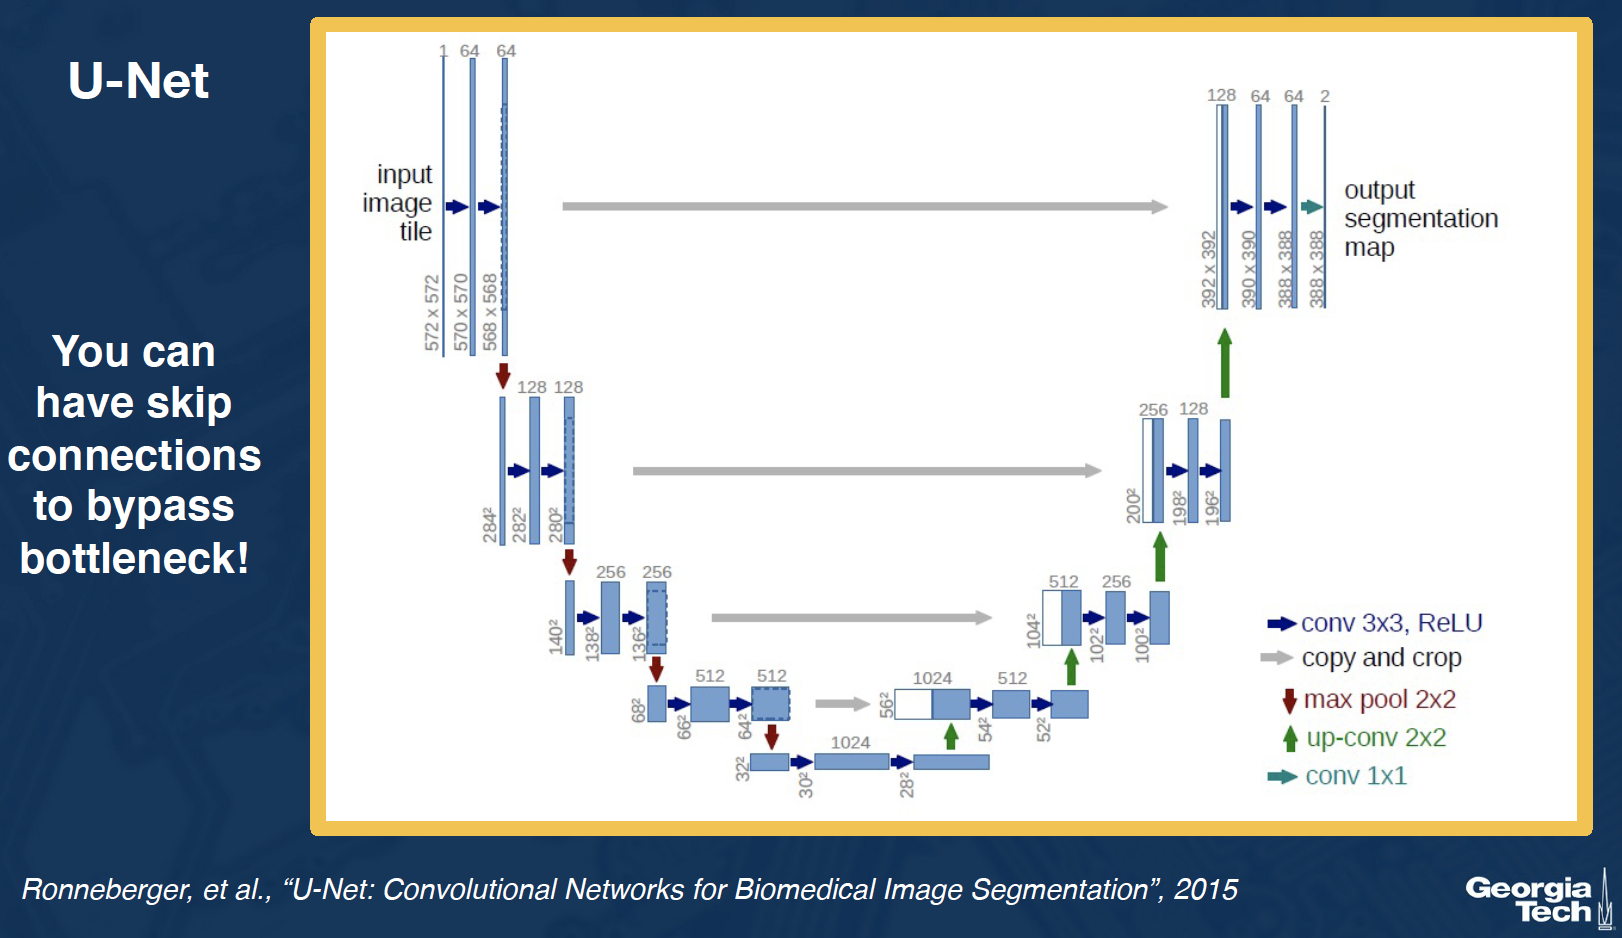 U-Net
You can
have skip
connections
to bypass
bottleneck!
1 64 64
input
image
tile
572 x 572
570 x 570
568 x 568
128 128
284²
282²
280²
256 256
140²
138²
136²
512 512
68²
66²
64²
1024
32²
30²
28²
1024 512
56²
54²
52²
512 256
104²
102²
100²
256 128
200²
198²
196²
128 64 64 2
392 x 392
390 x 390
388 x 388
388 x 388
output
segmentation
map
conv 3x3, ReLU
copy and crop
max pool 2x2
up-conv 2x2
conv 1x1
Ronneberger, et al., “U-Net: Convolutional Networks for Biomedical Image Segmentation”, 2015
Georgia
Tech